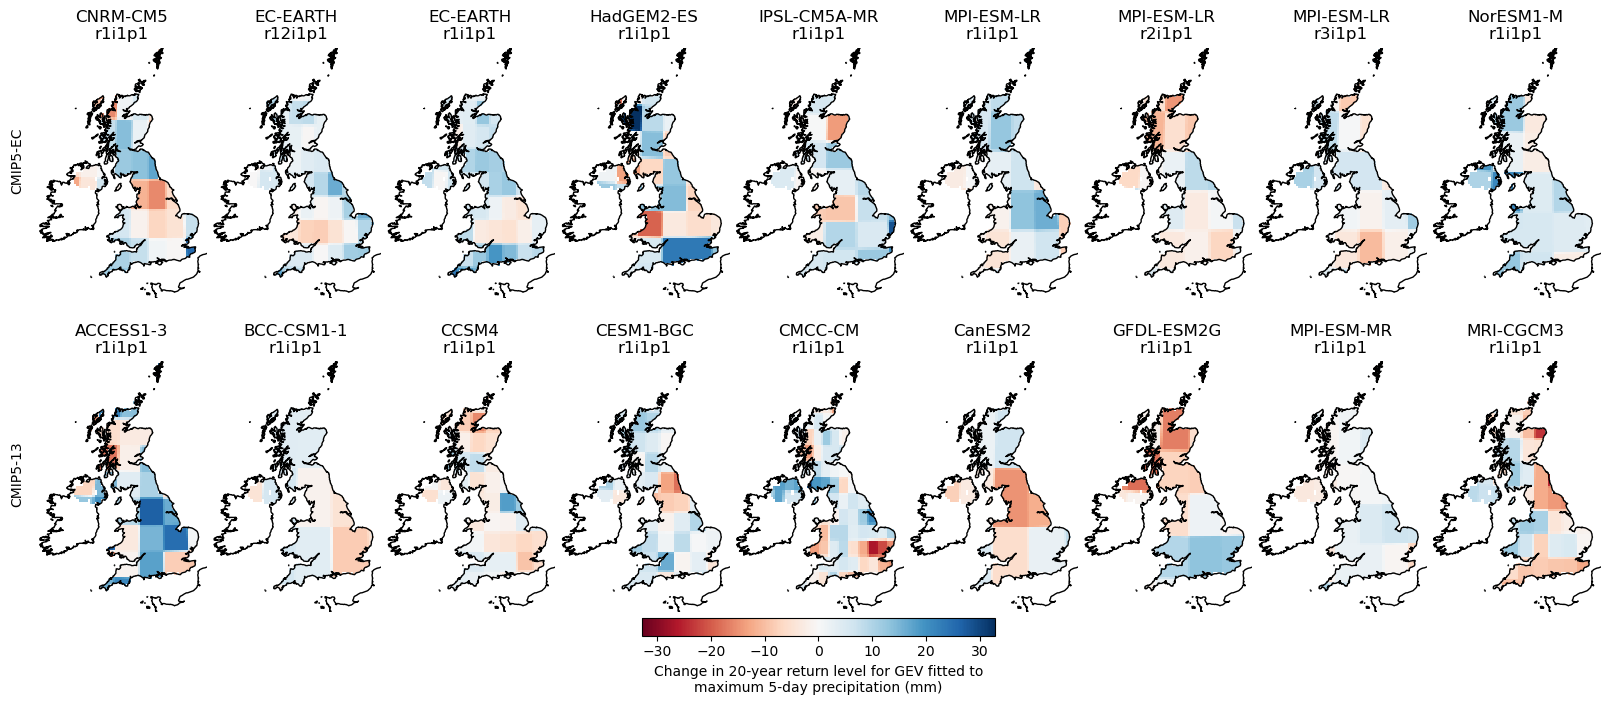 CNRM-CM5
r1i1p1
EC-EARTH
r12i1p1
EC-EARTH
r1i1p1
HadGEM2-ES
r1i1p1
IPSL-CM5A-MR
r1i1p1
MPI-ESM-LR
r1i1p1
MPI-ESM-LR
r2i1p1
MPI-ESM-LR
r3i1p1
NorESM1-M
r1i1p1
CMIP5-EC
ACCESS1-3
r1i1p1
BCC-CSM1-1
r1i1p1
CCSM4
r1i1p1
CESM1-BGC
r1i1p1
CMCC-CM
r1i1p1
CanESM2
r1i1p1
GFDL-ESM2G
r1i1p1
MPI-ESM-MR
r1i1p1
MRI-CGCM3
r1i1p1
CMIP5-13
−30 −20 −10 0 10 20 30
Change in 20-year return level for GEV fitted to
maximum 5-day precipitation (mm)